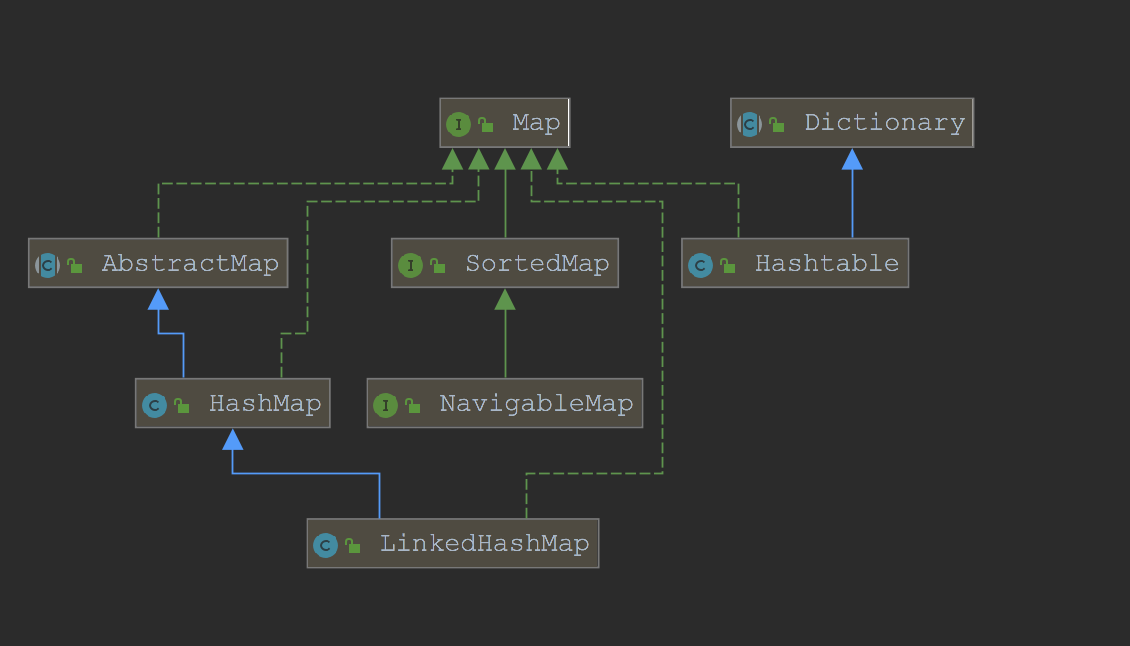 I Map
C Dictionary
C AbstractMap
I SortedMap
C Hashtable
C HashMap
I NavigableMap
C LinkedHashMap